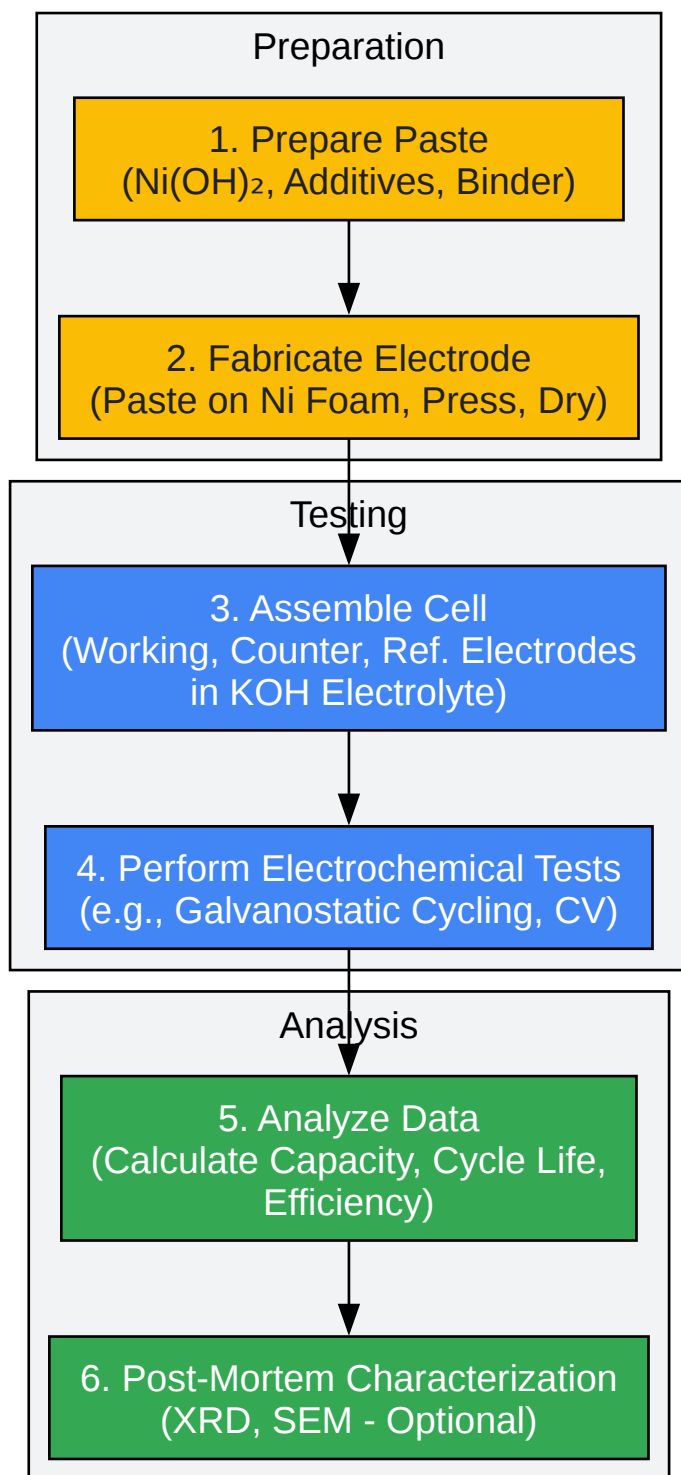 Preparation
1. Prepare Paste
(Ni(OH)₂, Additives, Binder)
2. Fabricate Electrode
(Paste on Ni Foam, Press, Dry)
Testing
3. Assemble Cell
(Working, Counter, Ref. Electrodes
in KOH Electrolyte)
4. Perform Electrochemical Tests
(e.g., Galvanostatic Cycling, CV)
Analysis
5. Analyze Data
(Calculate Capacity, Cycle Life,
Efficiency)
6. Post-Mortem Characterization
(XRD, SEM - Optional)